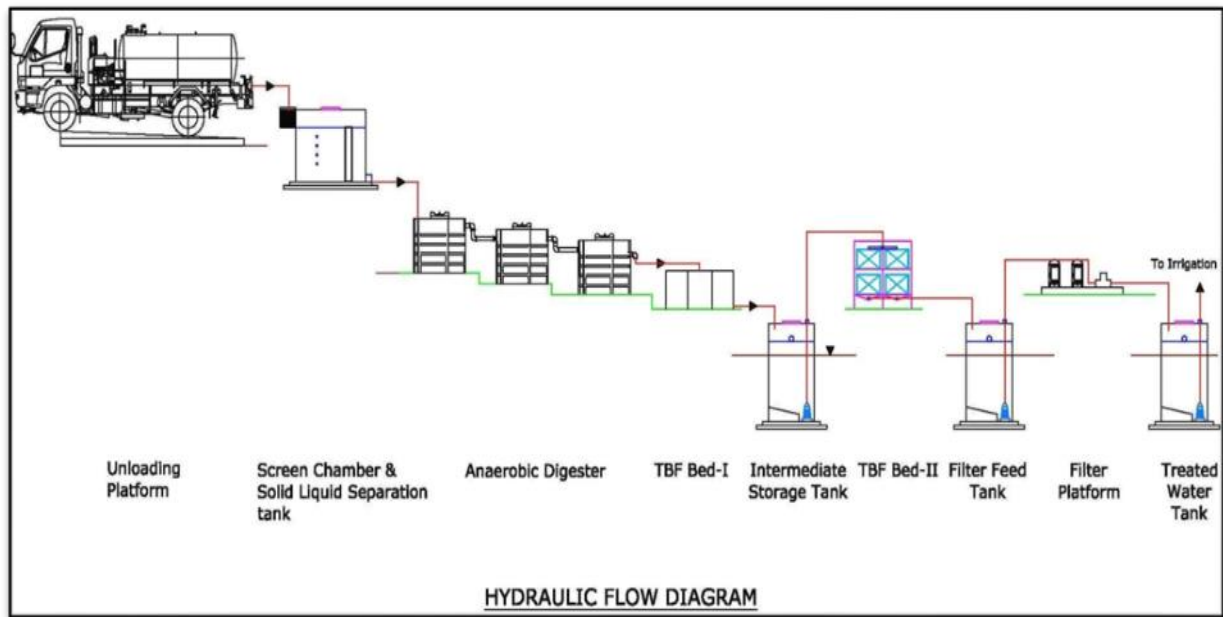 To Irrigation
Unloading
Platform
Screen Chamber &
Solid Liquid Separation
tank
Anaerobic Digester
TBF Bed-I
Intermediate
Storage Tank
TBF Bed-II
Filter Feed
Tank
Filter
Platform
Treated
Water
Tank
HYDRAULIC FLOW DIAGRAM